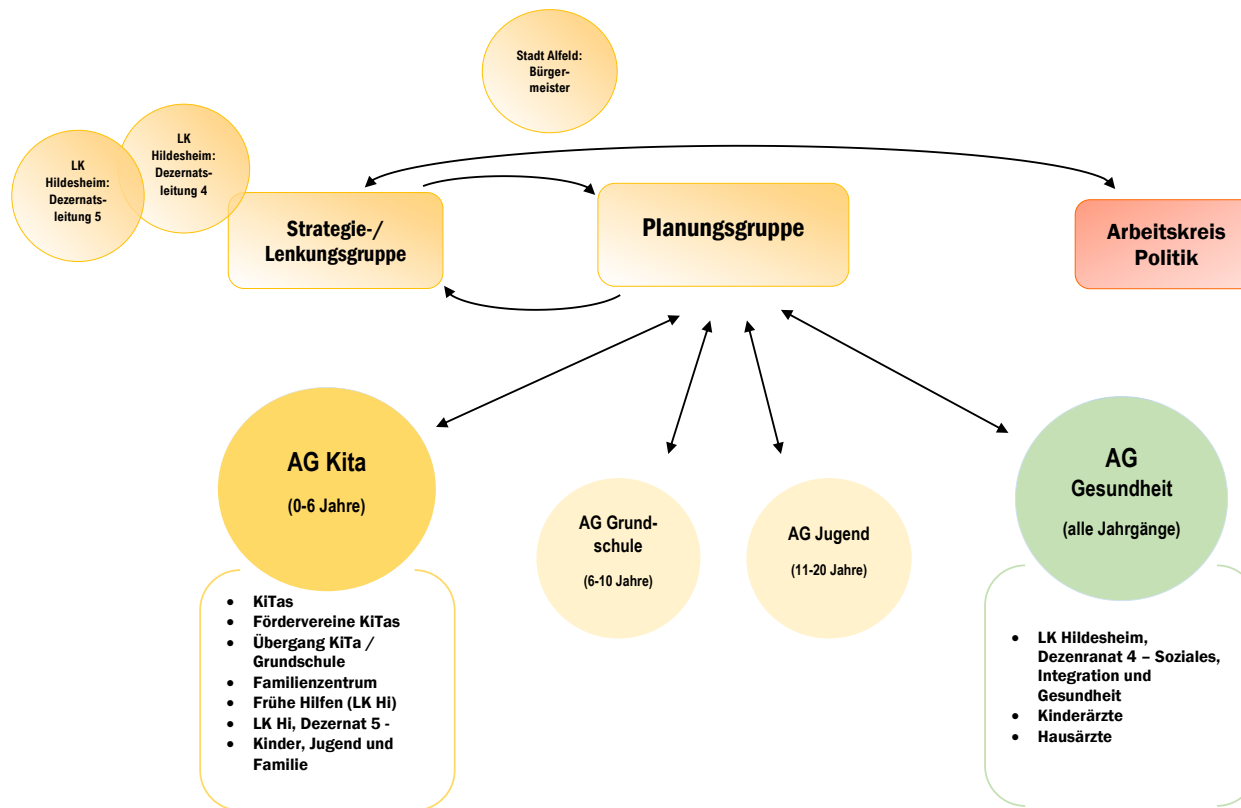 Stadt Alfeld:
Bürger-
meister
LK
Hildesheim:
Dezernats-
leitung 4
LK
Hildesheim:
Dezernats-
leitung 5
Strategie-/
Lenkungsgruppe
Planungsgruppe
Arbeitskreis
Politik
AG Kita
(0-6 Jahre)
AG Grund-
schule
(6-10 Jahre)
AG Jugend
(11-20 Jahre)
AG
Gesundheit
(alle Jahrgänge)
• KiTas
• Fördervereine KiTas
• Übergang KiTa /
Grundschule
• Familienzentrum
• Frühe Hilfen (LK Hi)
• LK Hi, Dezernat 5 -
• Kinder, Jugend und
Familie
• LK Hildesheim,
Dezenranat 4 – Soziales,
Integration und
Gesundheit
• Kinderärzte
• Hausärzte